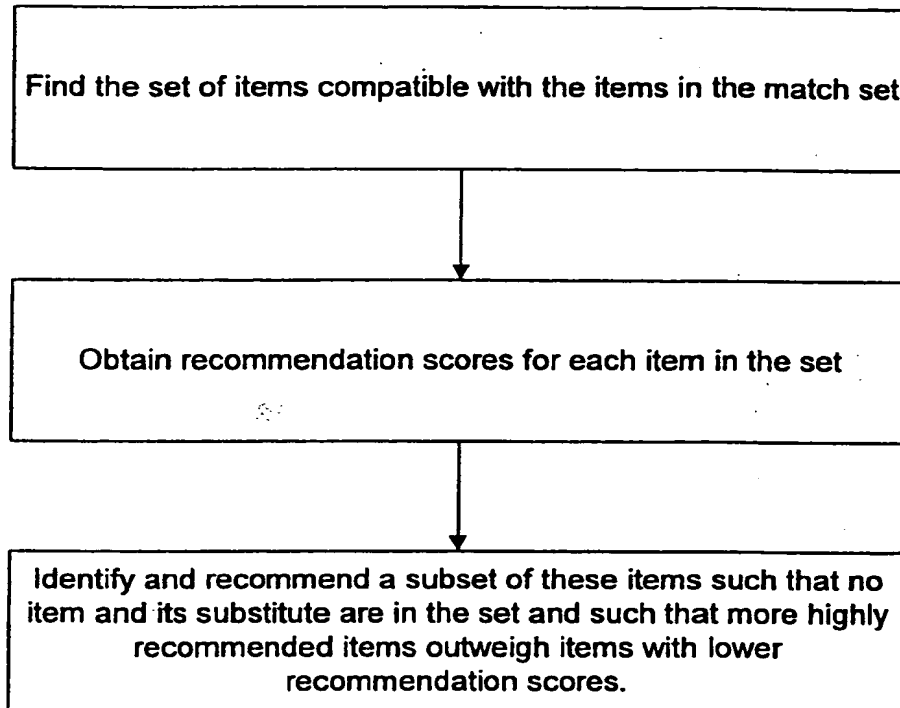 Find the set of items compatible with the items in the match set
Obtain recommendation scores for each item in the set
Identify and recommend a subset of these items such that no
item and its substitute are in the set and such that more highly
recommended items outweigh items with lower
recommendation scores.